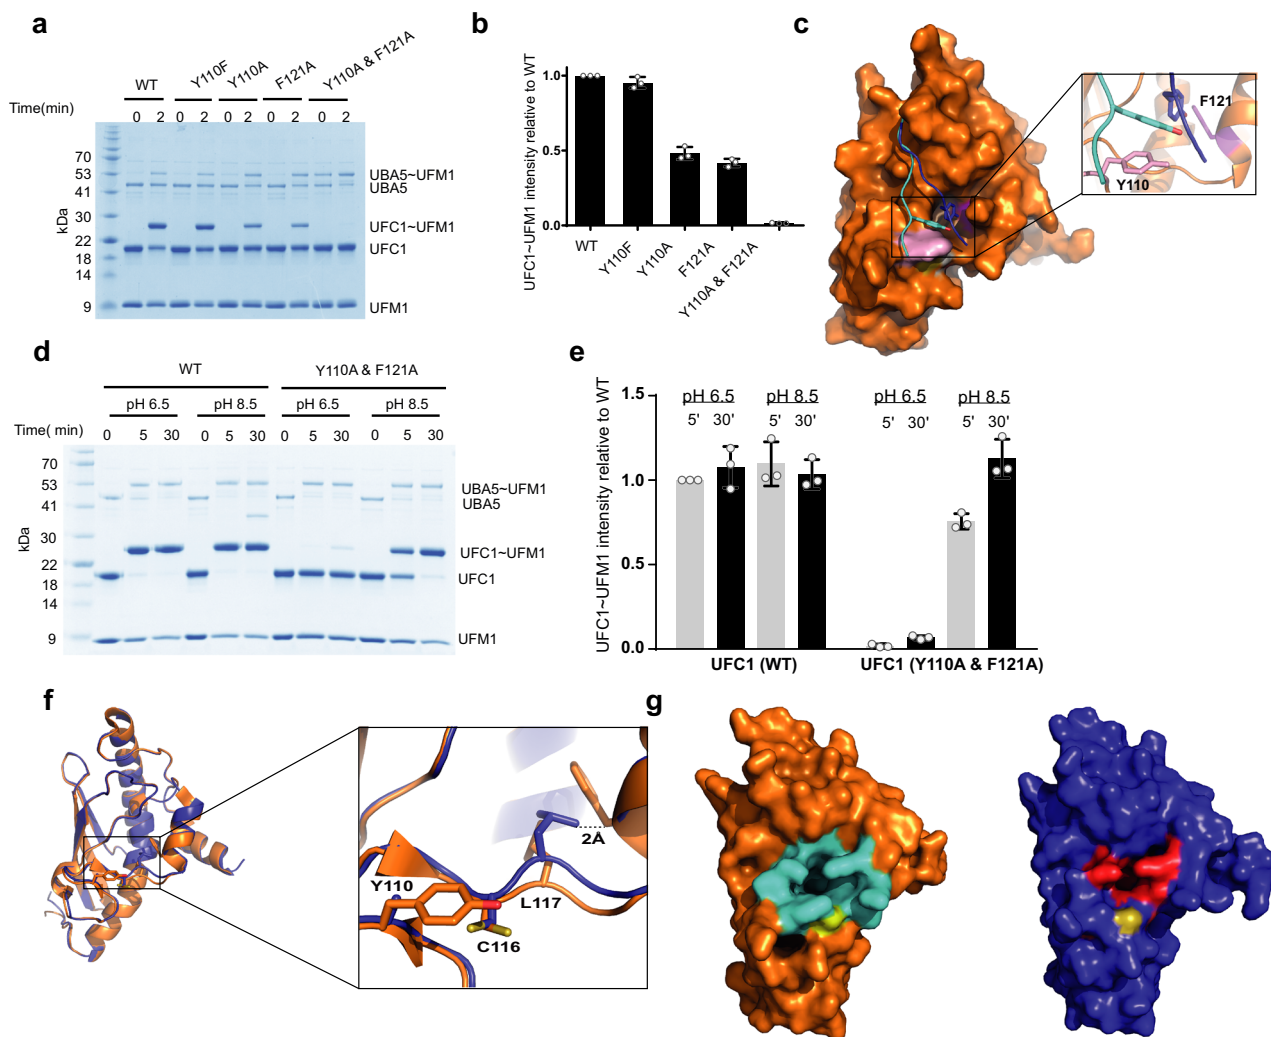 a
WT Y110F Y110A F121A Y110A & F121A
Time(min) 0 2 0 2 0 2 0 2 0 2
70
53
41
30
22
18
14
9
kDa
UBA5~UFM1
UBA5
UFC1~UFM1
UFC1
UFM1
b
UFC1~UFM1 intensity relative to WT
1.0
0.5
0.0
WT Y110F Y110A F121A Y110A & F121A
c
F121
Y110
d
WT Y110A & F121A
pH 6.5 pH 8.5 pH 6.5 pH 8.5
Time( min) 0 5 30 0 5 30 0 5 30 0 5 30
70
53
41
30
22
18
14
9
kDa
UBA5~UFM1
UBA5
UFC1~UFM1
UFC1
UFM1
e
UFC1~UFM1 intensity relative to WT
1.5
1.0
0.5
0.0
pH 6.5 pH 8.5 pH 6.5 pH 8.5
5' 30' 5' 30' 5' 30' 5' 30'
UFC1 (WT) UFC1 (Y110A & F121A)
f
2Å
Y110
L117
C116
g